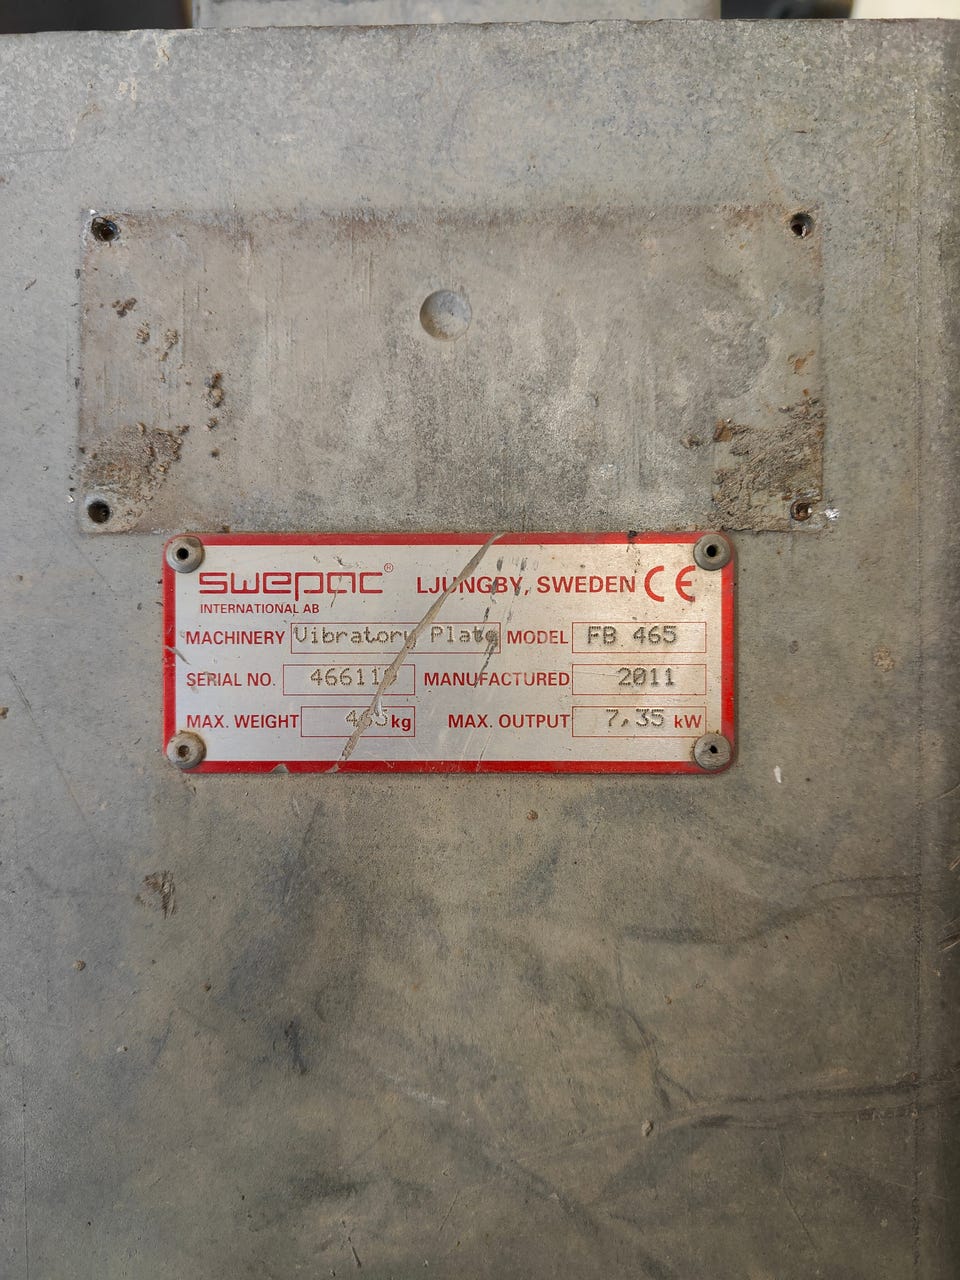 swepac®
LJUNGBY, SWEDEN CE
INTERNATIONAL AB
MACHINERY Vibratory Plate MODEL FB 465
SERIAL NO. MANUFACTURED 2011
MAX. WEIGHT 465 kg MAX. OUTPUT 7,35 kW